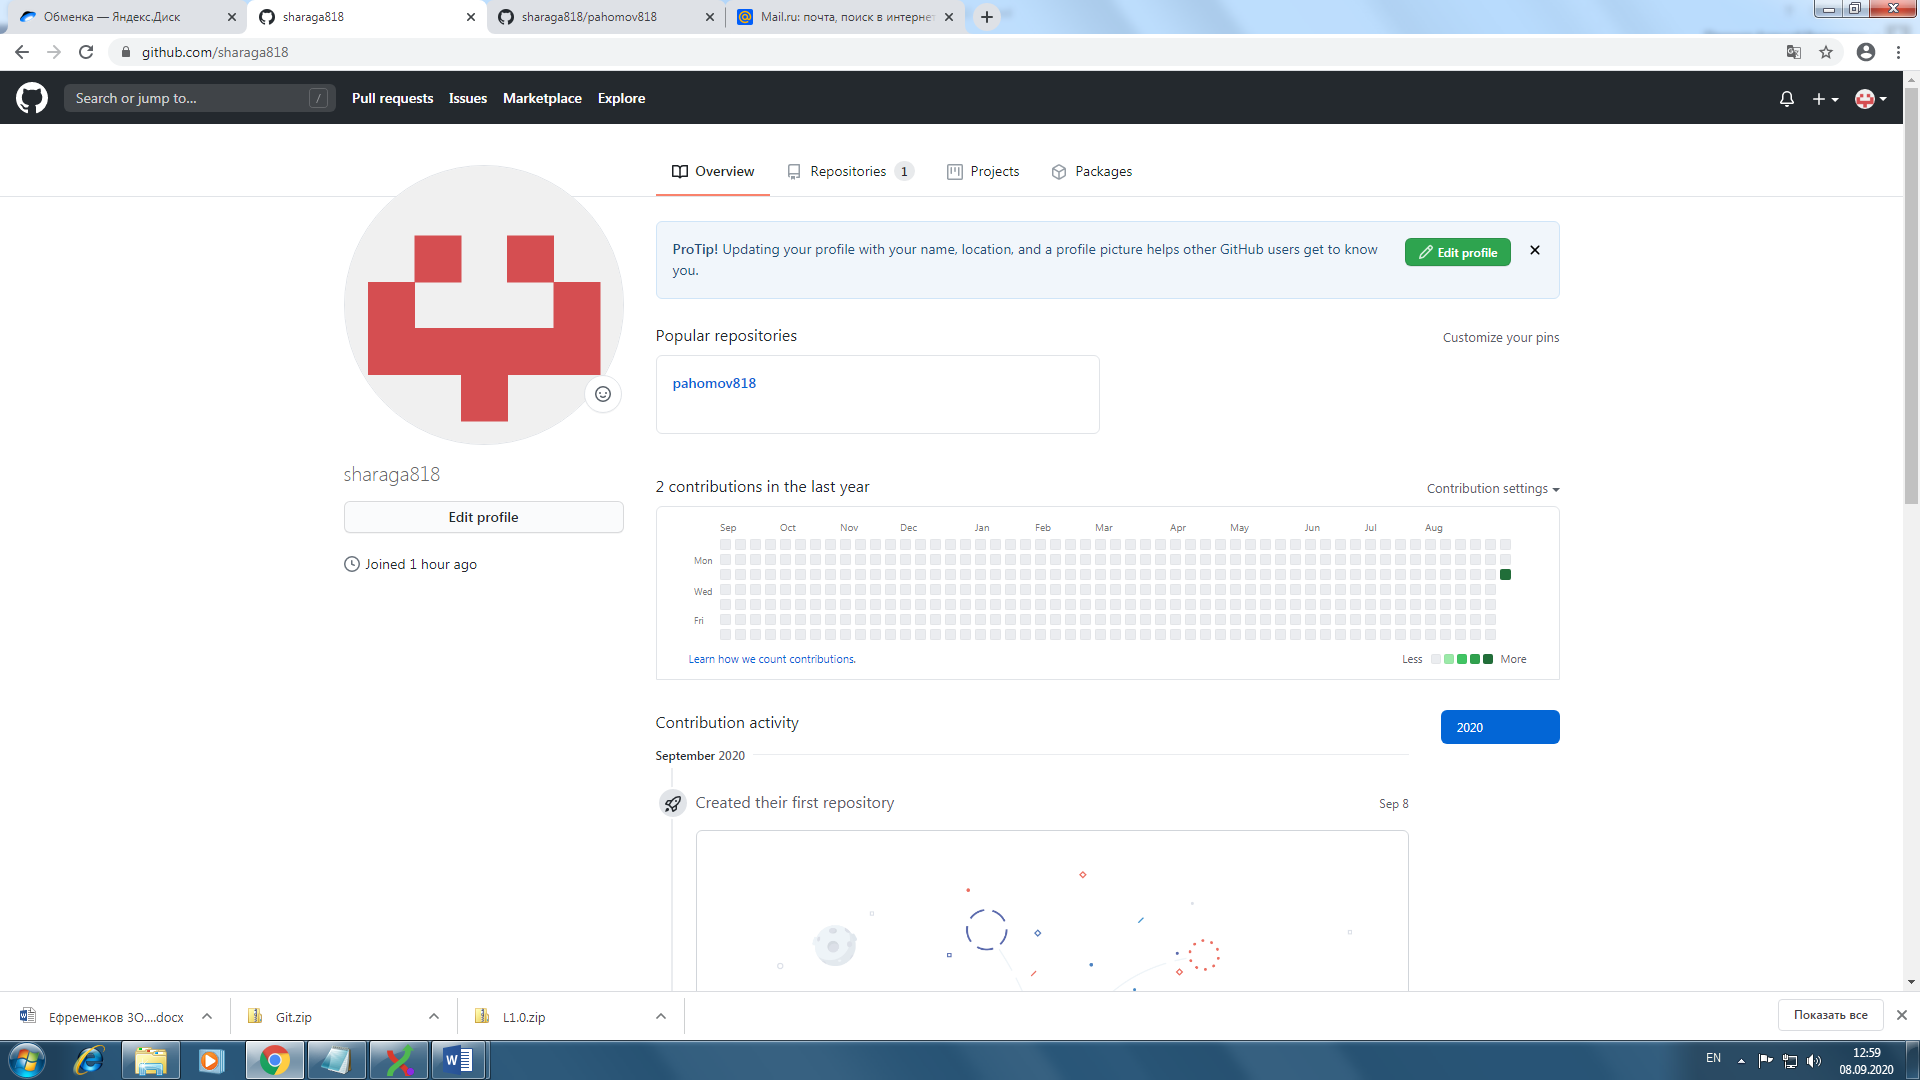 Обменка — Яндекс.Диск
sharaga818
sharaga818/pahomov818
Mail.ru: почта, поиск в интернет
github.com/sharaga818
Search or jump to...
/
Pull requests
Issues
Marketplace
Explore
Overview
Repositories 1
Projects
Packages
ProTip! Updating your profile with your name, location, and a profile picture helps other GitHub users get to know
you.
Edit profile
Popular repositories
Customize your pins
pahomov818
sharaga818
Edit profile
Joined 1 hour ago
2 contributions in the last year
Contribution settings
Sep Oct Nov Dec Jan Feb Mar Apr May Jun Jul Aug
Mon
Wed
Fri
Learn how we count contributions.
Less More
Contribution activity
2020
September 2020
Created their first repository
Sep 8
Ефременков ЗО....docx
Git.zip
L1.0.zip
Показать все
EN
12:59
08.09.2020